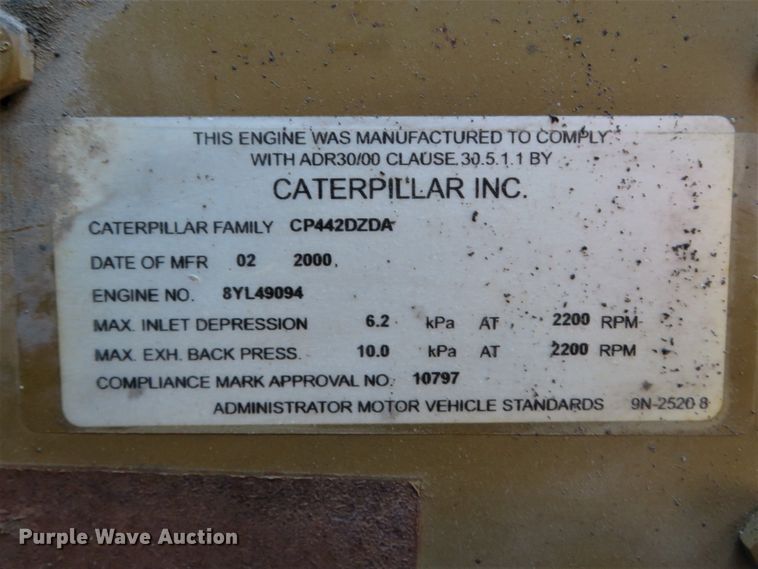 THIS ENGINE WAS MANUFACTURED TO COMPLY
WITH ADR30/00 CLAUSE 30.5.1.1 BY
CATERPILLAR INC.
CATERPILLAR FAMILY CP442DZDA
DATE OF MFR 02 2000
ENGINE NO. 8YL49094
MAX. INLET DEPRESSION 6.2 kPa AT 2200 RPM
MAX. EXH. BACK PRESS. 10.0 kPa AT 2200 RPM
COMPLIANCE MARK APPROVAL NO. 10797
ADMINISTRATOR MOTOR VEHICLE STANDARDS 9N-2520 8
Purple Wave Auction